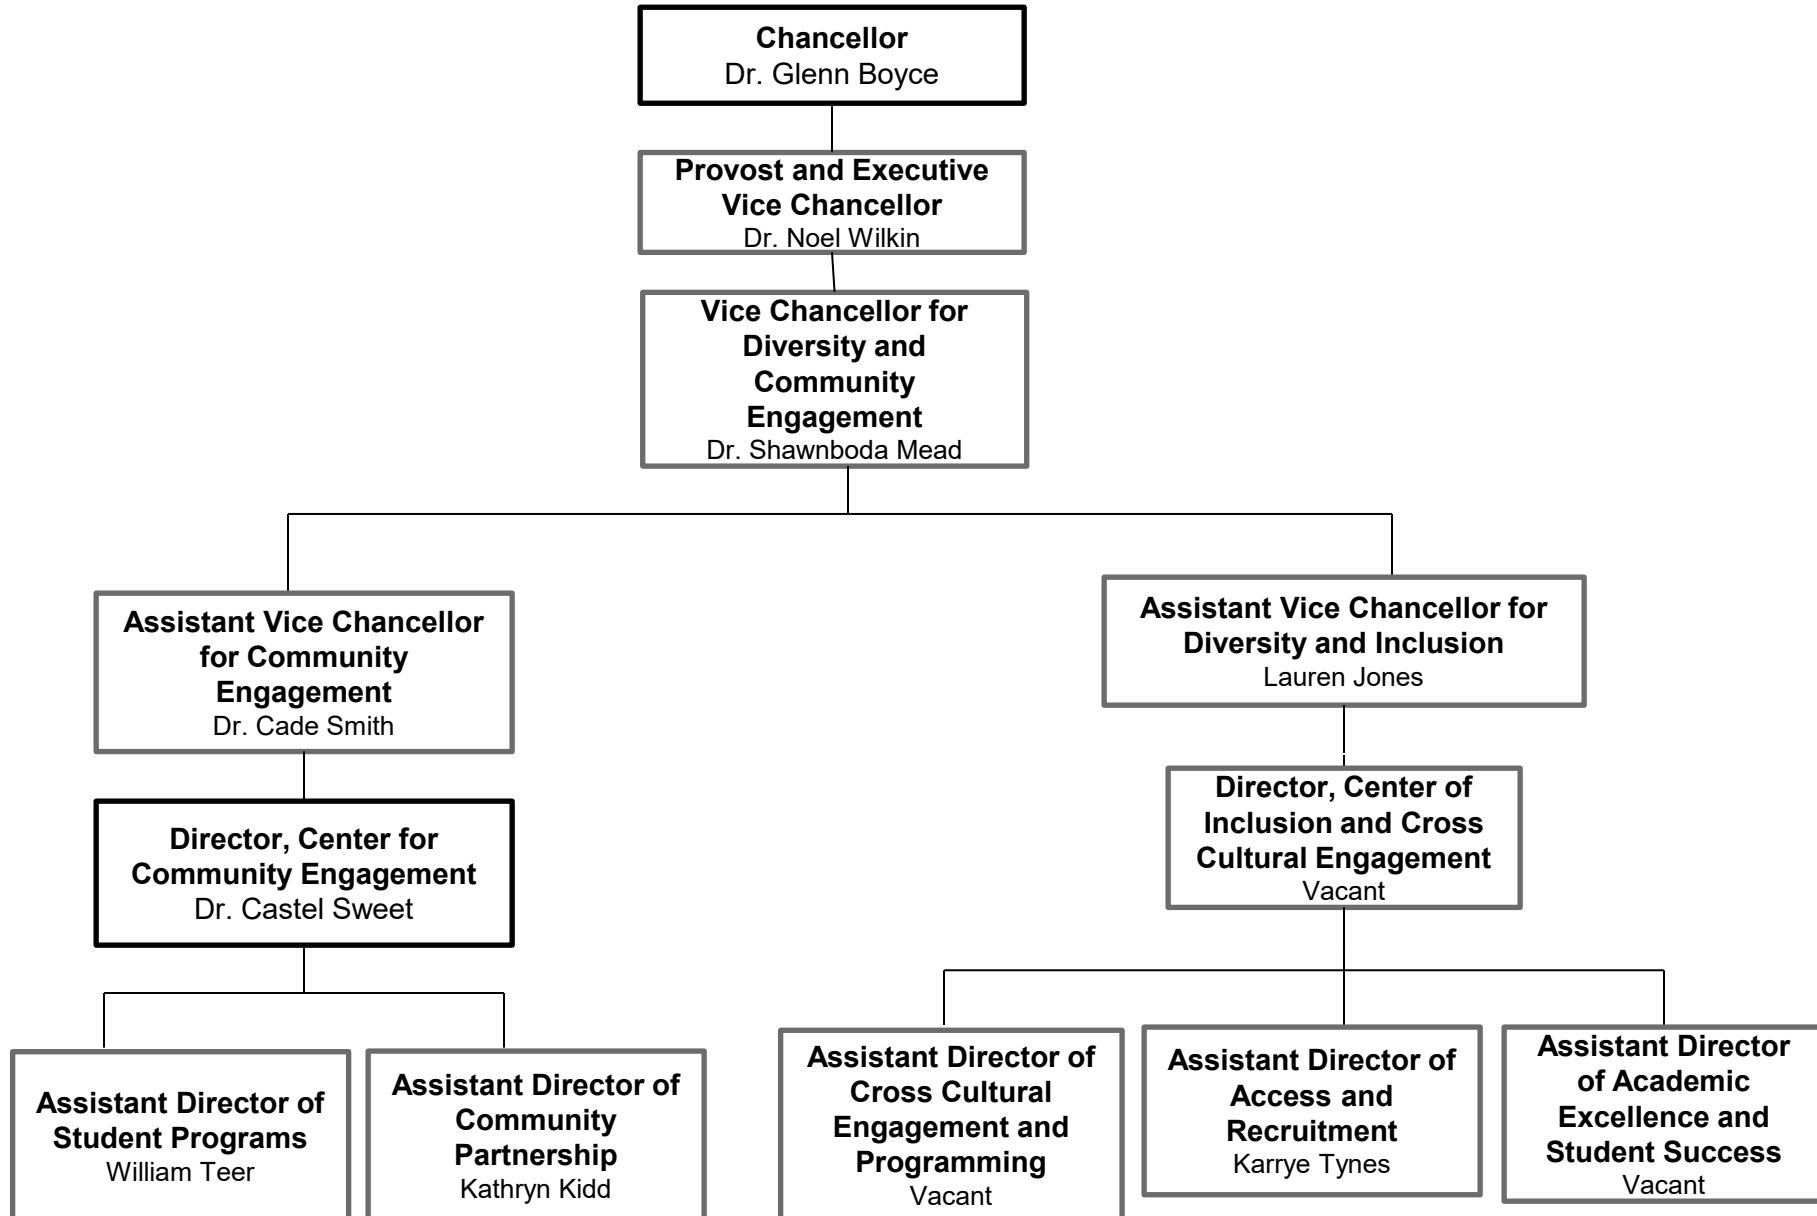 Chancellor
Dr. Glenn Boyce
Provost and Executive
Vice Chancellor
Dr. Noel Wilkin
Vice Chancellor for
Diversity and
Community
Engagement
Dr. Shawnboda Mead
Assistant Vice Chancellor
for Community
Engagement
Dr. Cade Smith
Assistant Vice Chancellor for
Diversity and Inclusion
Lauren Jones
Director, Center for
Community Engagement
Dr. Castel Sweet
Director, Center of
Inclusion and Cross
Cultural Engagement
Vacant
Assistant Director of
Student Programs
William Teer
Assistant Director of
Community
Partnership
Kathryn Kidd
Assistant Director of
Cross Cultural
Engagement and
Programming
Vacant
Assistant Director of
Access and
Recruitment
Karrye Tynes
Assistant Director
of Academic
Excellence and
Student Success
Vacant